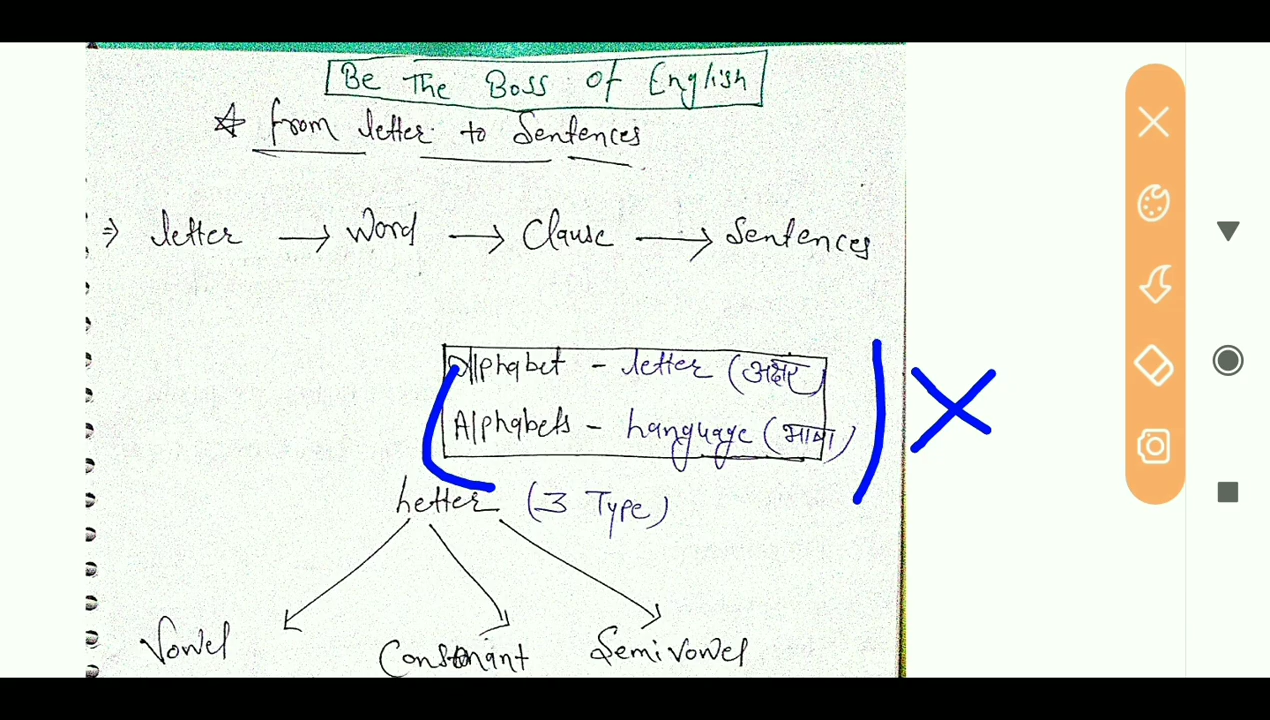 Be The Boss of English
☆ from letter to Sentences
⇒ letter → Word → Clause → Sentences
Alphabet - letter (अक्षर)
Alphabets - Language (भाषा)
Letter (3 Type)
Vowel Consonant Semivowel